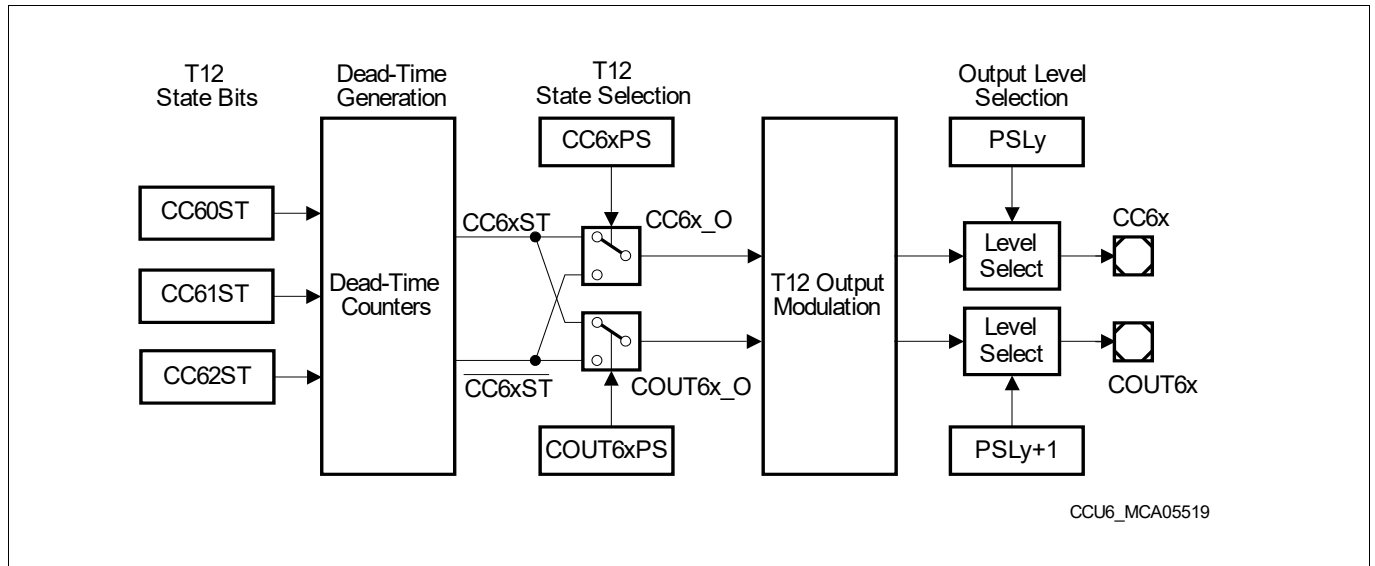 T12
State Bits
Dead-Time
Generation
T12
State Selection
Output Level
Selection
CC6xPS
PSLy
CC60ST
CC61ST
CC62ST
Dead-Time
Counters
CC6xST
CC6xST
CC6x_O
COUT6x_O
COUT6xPS
T12 Output
Modulation
Level
Select
Level
Select
PSLy+1
CC6x
COUT6x
CCU6_MCA05519